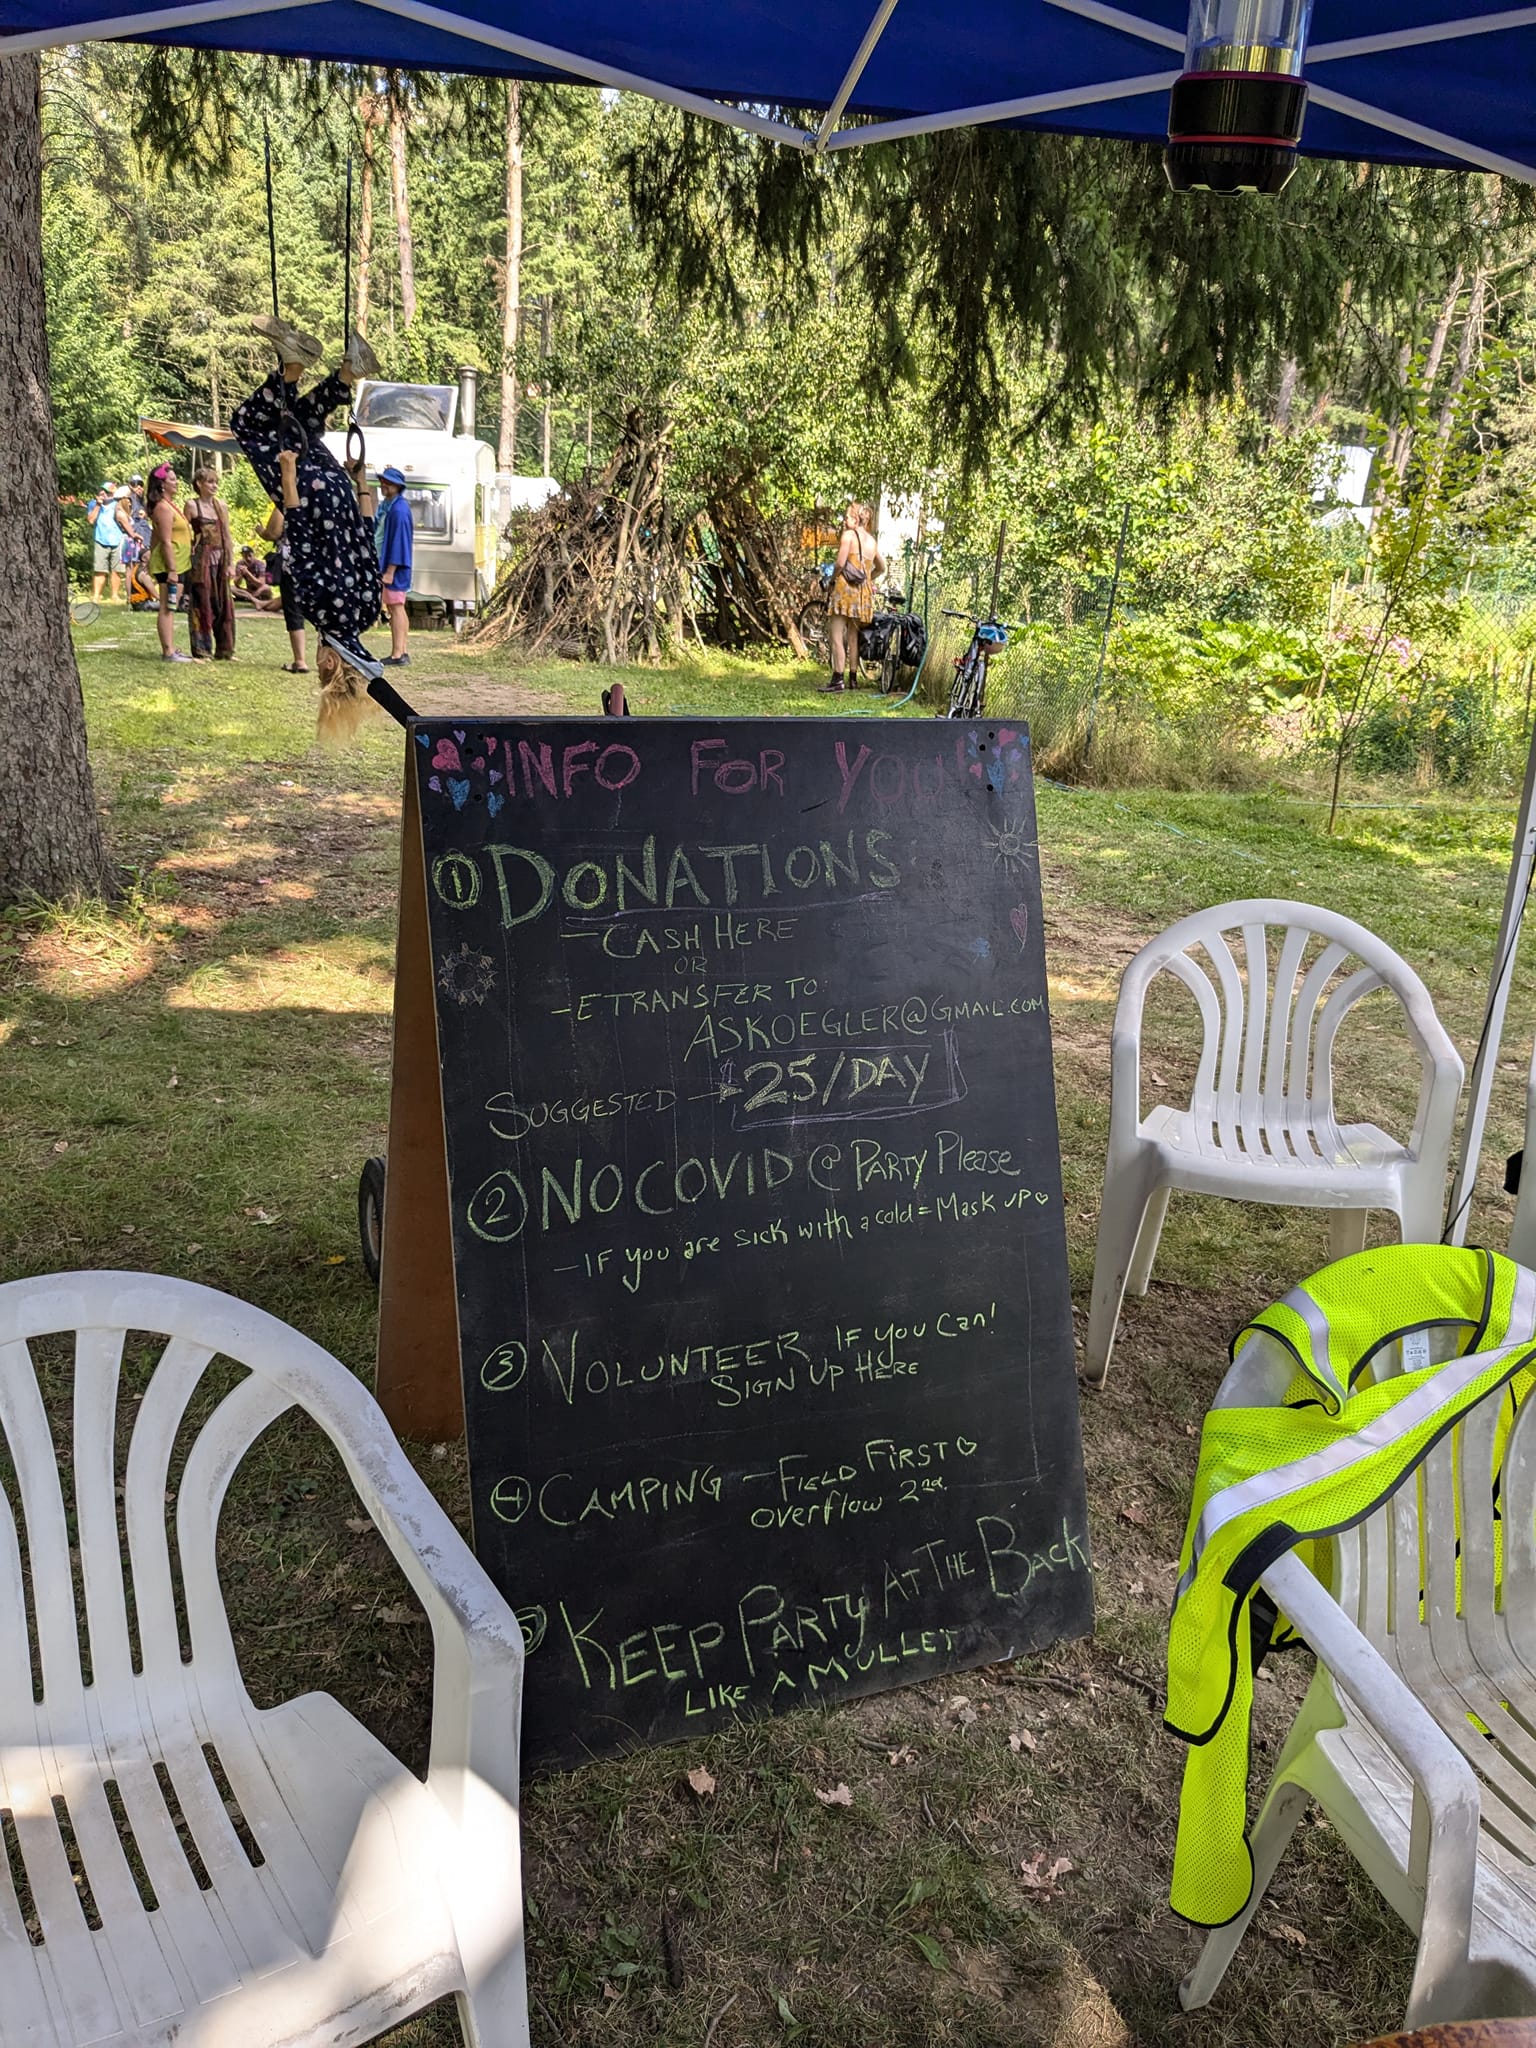 INFO FOR YOU!
① DONATIONS
- CASH HERE
OR
- ETRANSFER TO:
ASKOEGLER@GMAIL.COM
SUGGESTED → $25/DAY
② NO COVID @ PARTY Please
- IF you are sick with a cold = Mask up ♡
③ VOLUNTEER IF you can!
SIGN UP HERE
④ CAMPING - FIELD FIRST ♡
overflow 2nd
KEEP PARTY AT THE BACK
LIKE A MULLET